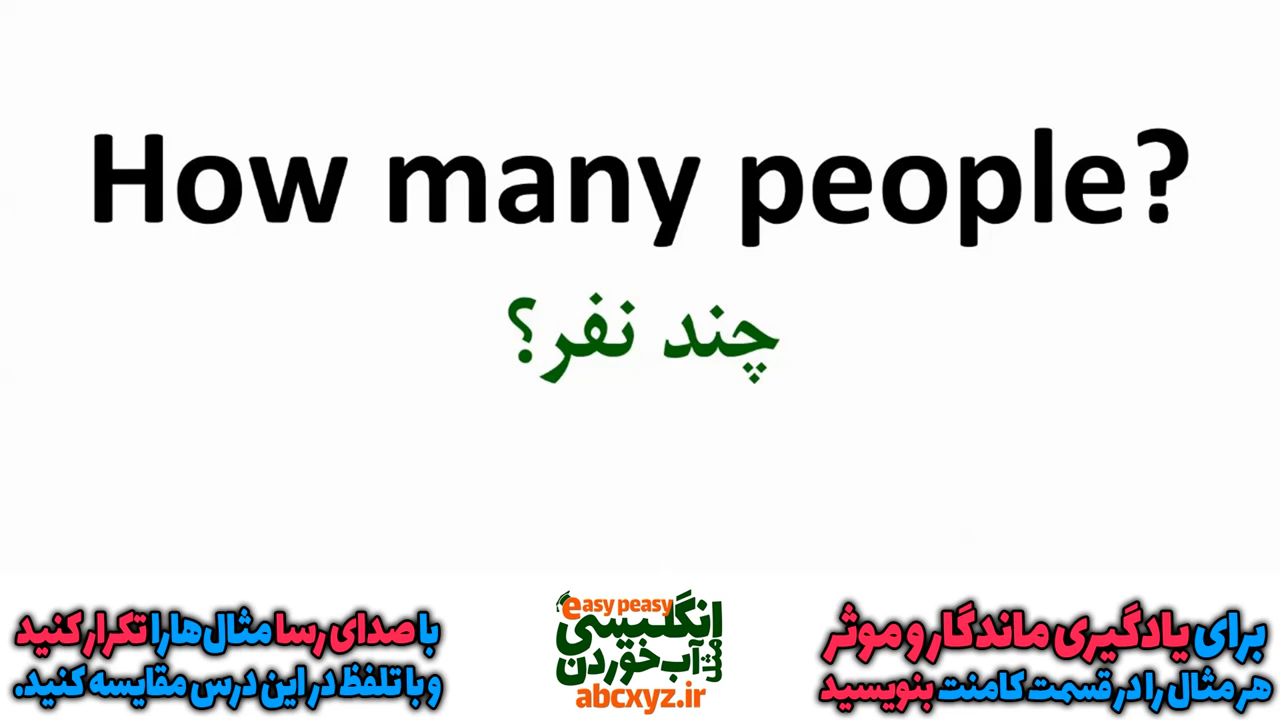 How many people?
چند نفر؟
با صدای رسا مثال‌ها را تکرار کنید
و با تلفظ در این درس مقایسه کنید.
easy peasy
انگلیسی
مثل آب خوردن
abcxyz.ir
برای یادگیری ماندگار و موثر
هر مثال را در قسمت کامنت بنویسید